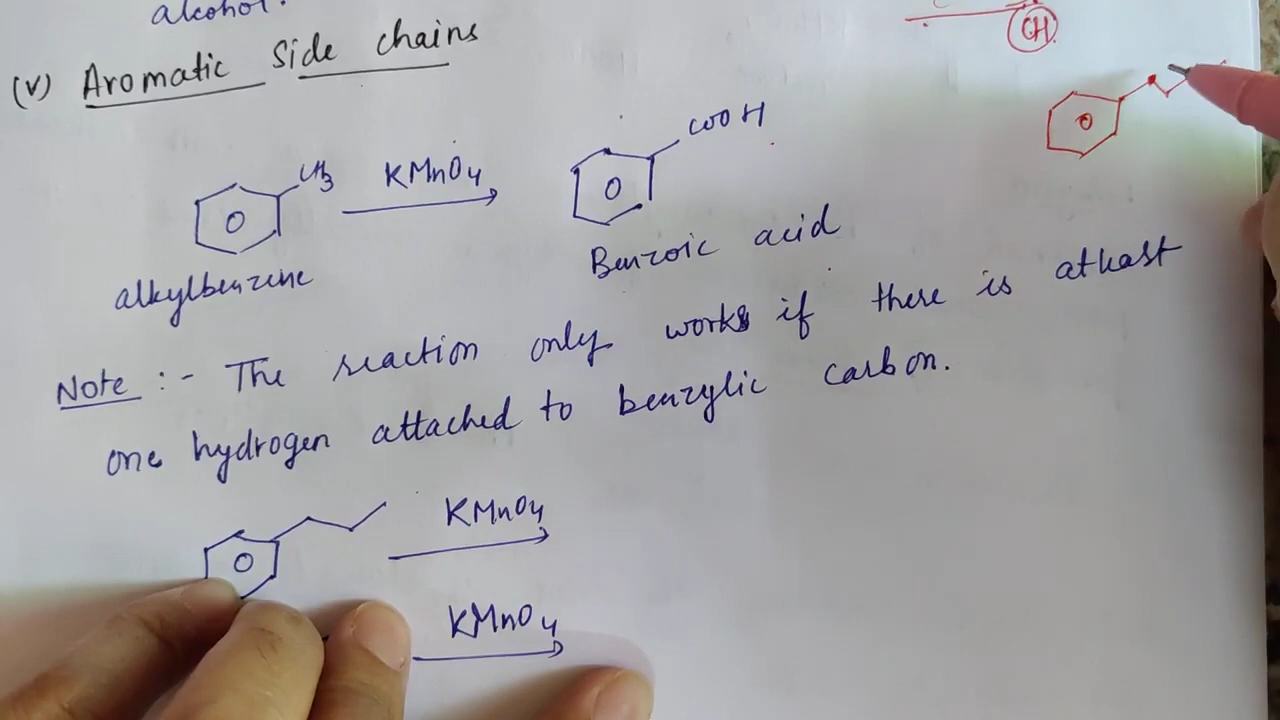 alcohol.
(V) Aromatic Side chains
OH
CH3 KMnO4 COOH
alkylbenzene
Benzoic acid
Note :- The reaction only works if there is atleast
one hydrogen attached to benzylic carbon.
KMnO4
KMnO4